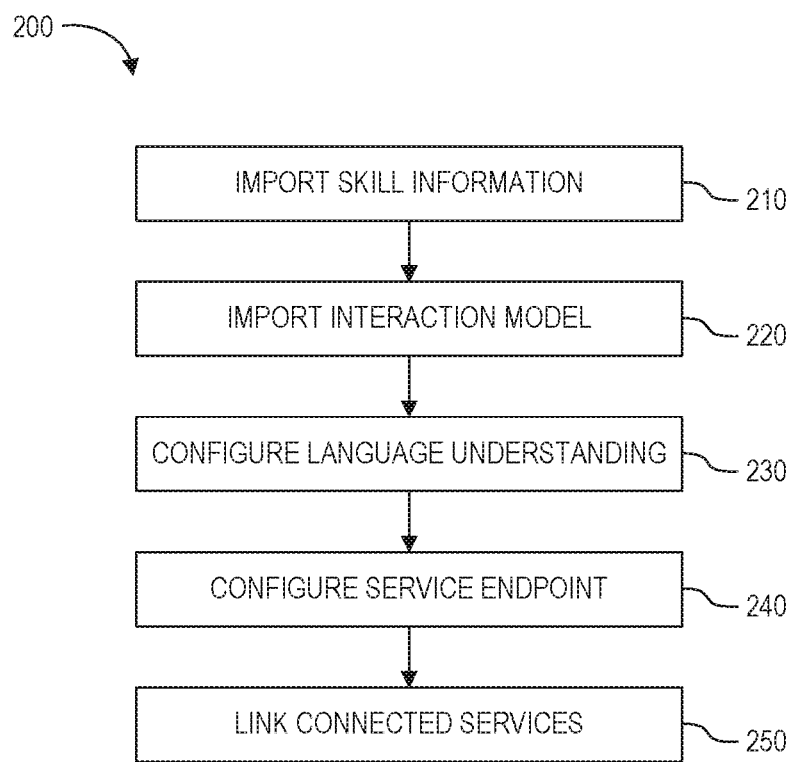 200
IMPORT SKILL INFORMATION
210
IMPORT INTERACTION MODEL
220
CONFIGURE LANGUAGE UNDERSTANDING
230
CONFIGURE SERVICE ENDPOINT
240
LINK CONNECTED SERVICES
250